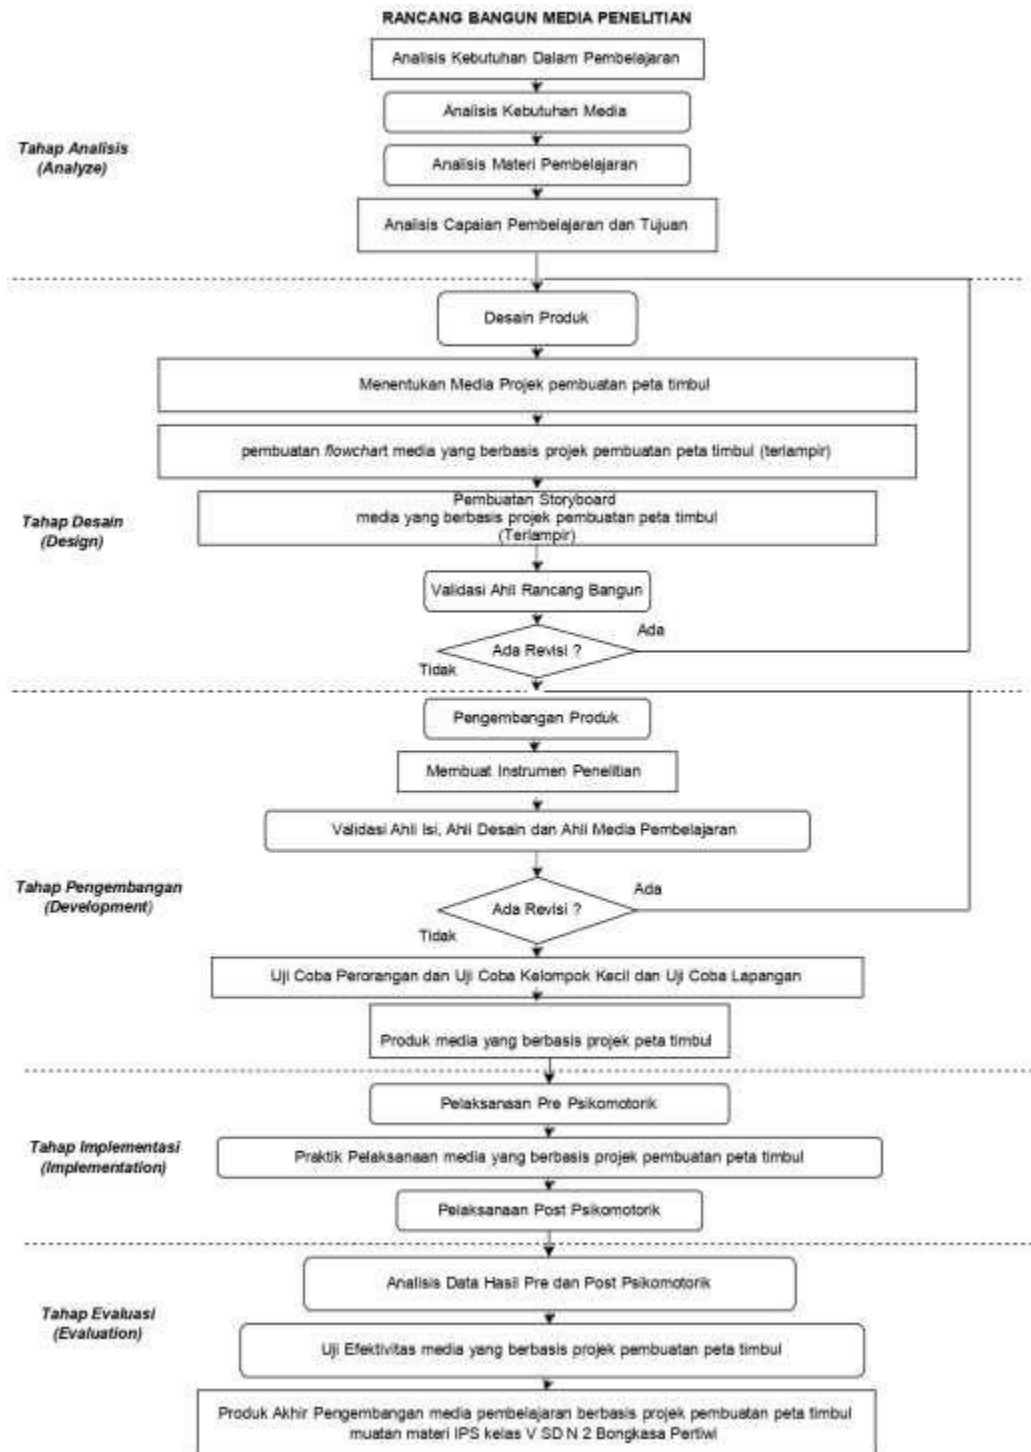 RANCANG BANGUN MEDIA PENELITIAN
Analisis Kebutuhan Dalam Pembelajaran
Analisis Kebutuhan Media
Tahap Analisis
(Analyze)
Analisis Materi Pembelajaran
Analisis Capaian Pembelajaran dan Tujuan
Desain Produk
Menentukan Media Projek pembuatan peta timbul
pembuatan flowchart media yang berbasis projek pembuatan peta timbul (terlampir)
Tahap Desain
(Design)
Pembuatan Storyboard
media yang berbasis projek pembuatan peta timbul
(Terlampir)
Validasi Ahli Rancang Bangun
Ada Revisi ?
Ada
Tidak
Pengembangan Produk
Membuat Instrumen Penelitian
Validasi Ahli Isi, Ahli Desain dan Ahli Media Pembelajaran
Tahap Pengembangan
(Development)
Ada Revisi ?
Ada
Tidak
Uji Coba Perorangan dan Uji Coba Kelompok Kecil dan Uji Coba Lapangan
Produk media yang berbasis projek peta timbul
Pelaksanaan Pre Psikomotorik
Tahap Implementasi
(Implementation)
Praktik Pelaksanaan media yang berbasis projek pembuatan peta timbul
Pelaksanaan Post Psikomotorik
Analisis Data Hasil Pre dan Post Psikomotorik
Tahap Evaluasi
(Evaluation)
Uji Efektivitas media yang berbasis projek pembuatan peta timbul
Produk Akhir Pengembangan media pembelajaran berbasis projek pembuatan peta timbul
muatan materi IPS kelas V SD N 2 Bongkasa Pertiwi